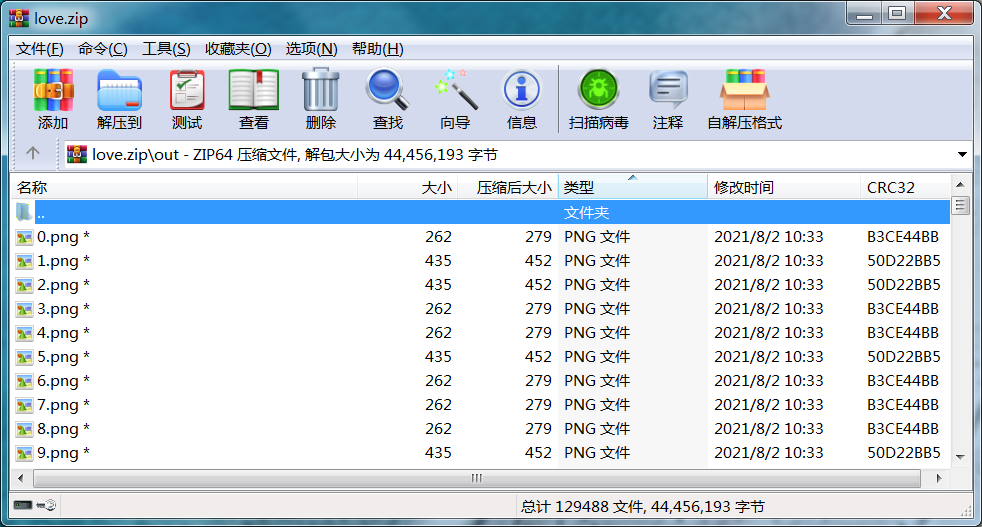 love.zip
文件(F) 命令(C) 工具(S) 收藏夹(O) 选项(N) 帮助(H)
添加 解压到 测试 查看 删除 查找 向导 信息 扫描病毒 注释 自解压格式
love.zip\out - ZIP64 压缩文件, 解包大小为 44,456,193 字节
名称 大小 压缩后大小 类型 修改时间 CRC32
.. 文件夹
0.png * 262 279 PNG 文件 2021/8/2 10:33 B3CE44BB
1.png * 435 452 PNG 文件 2021/8/2 10:33 50D22BB5
2.png * 435 452 PNG 文件 2021/8/2 10:33 50D22BB5
3.png * 262 279 PNG 文件 2021/8/2 10:33 B3CE44BB
4.png * 262 279 PNG 文件 2021/8/2 10:33 B3CE44BB
5.png * 435 452 PNG 文件 2021/8/2 10:33 50D22BB5
6.png * 262 279 PNG 文件 2021/8/2 10:33 B3CE44BB
7.png * 262 279 PNG 文件 2021/8/2 10:33 B3CE44BB
8.png * 262 279 PNG 文件 2021/8/2 10:33 B3CE44BB
9.png * 435 452 PNG 文件 2021/8/2 10:33 50D22BB5
总计 129488 文件, 44,456,193 字节